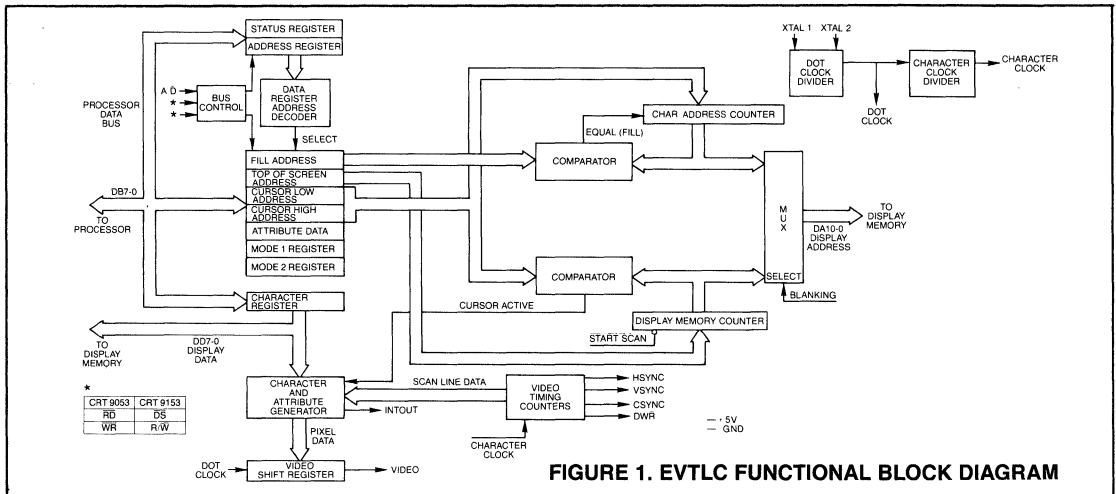 STATUS REGISTER
ADDRESS REGISTER
A/D̅
*
*
BUS
CONTROL
DATA
REGISTER
ADDRESS
DECODER
SELECT
PROCESSOR
DATA
BUS
DB7-0
TO
PROCESSOR
FILL ADDRESS
TOP OF SCREEN
ADDRESS
CURSOR LOW
ADDRESS
CURSOR HIGH
ADDRESS
ATTRIBUTE DATA
MODE 1 REGISTER
MODE 2 REGISTER
CHARACTER
REGISTER
TO
DISPLAY
MEMORY
DD7-0
DISPLAY
DATA
CHARACTER
AND
ATTRIBUTE
GENERATOR
INTOUT
PIXEL
DATA
DOT
CLOCK
VIDEO
SHIFT REGISTER
VIDEO
*
CRT 9053 CRT 9153
RD̅ DS̅
WR̅ R/W̅
XTAL 1 XTAL 2
DOT
CLOCK
DIVIDER
DOT
CLOCK
CHARACTER
CLOCK
DIVIDER
CHARACTER
CLOCK
CHAR ADDRESS COUNTER
EQUAL (FILL)
COMPARATOR
MUX
SELECT
BLANKING
TO
DISPLAY
MEMORY
DA10-0
DISPLAY
ADDRESS
COMPARATOR
CURSOR ACTIVE
DISPLAY MEMORY COUNTER
START SCAN
SCAN LINE DATA
VIDEO
TIMING
COUNTERS
CHARACTER
CLOCK
HSYNC
VSYNC
CSYNC
DWR
— + 5V
— GND
FIGURE 1. EVTLC FUNCTIONAL BLOCK DIAGRAM